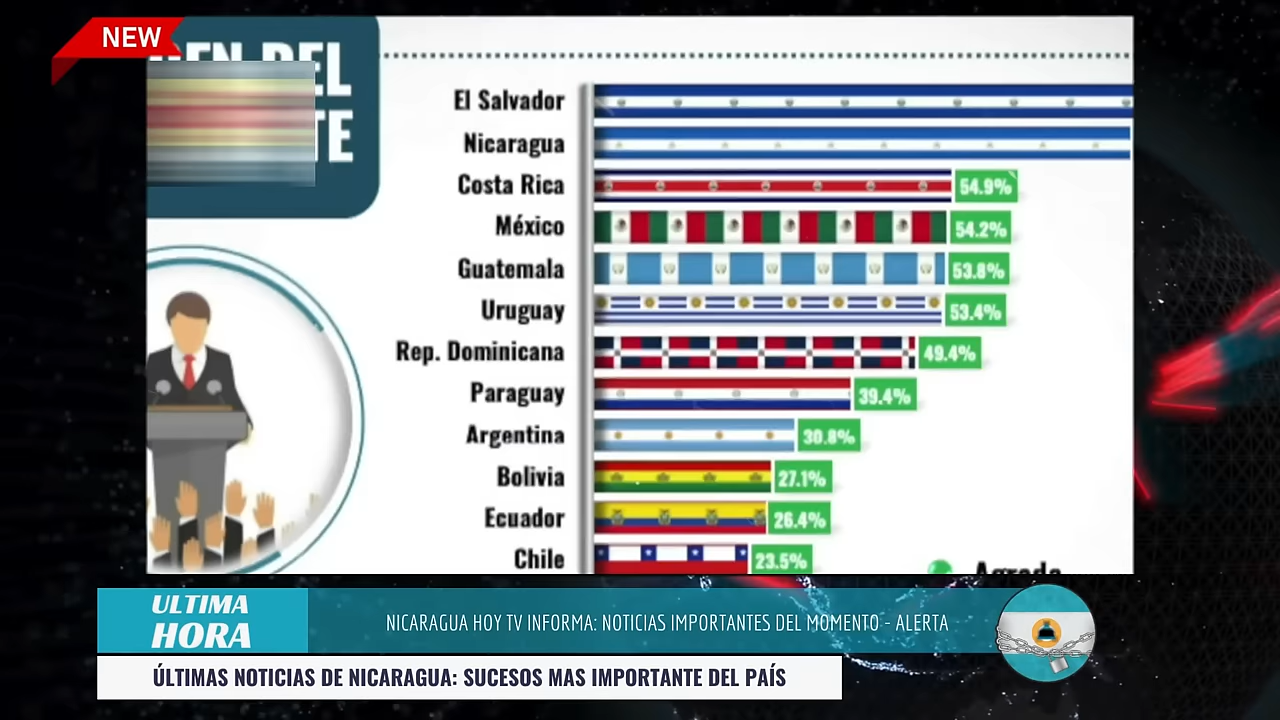 NEW
El Salvador
Nicaragua
Costa Rica 54.9%
México 54.2%
Guatemala 53.8%
Uruguay 53.4%
Rep. Dominicana 49.4%
Paraguay 39.4%
Argentina 30.8%
Bolivia 27.1%
Ecuador 26.4%
Chile 23.5%
ULTIMA
HORA
NICARAGUA HOY TV INFORMA: NOTICIAS IMPORTANTES DEL MOMENTO - ALERTA
ÚLTIMAS NOTICIAS DE NICARAGUA: SUCESOS MAS IMPORTANTE DEL PAÍS